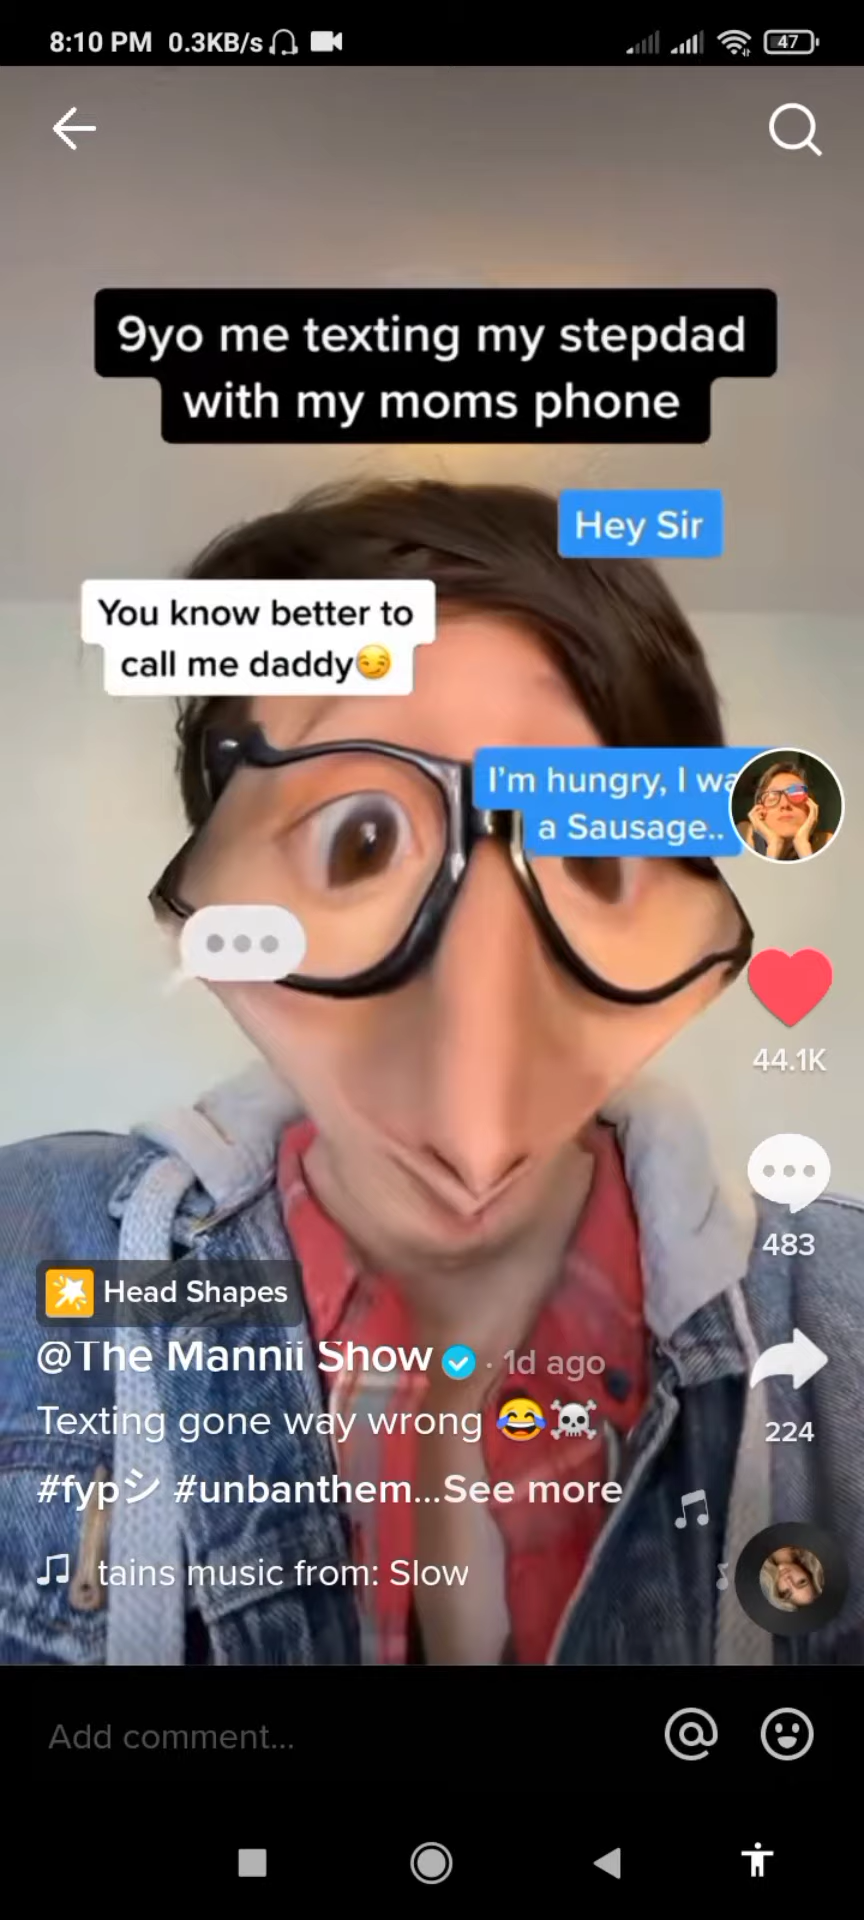 8:10 PM 0.3KB/s
47
9yo me texting my stepdad
with my moms phone
Hey Sir
You know better to
call me daddy😏
I'm hungry, I
a Sausage..
44.1K
483
Head Shapes
@The Mannii Show · 1d ago
224
Texting gone way wrong 😂☠️
#fypシ #unbanthem...See more
tains music from: Slow
Add comment...